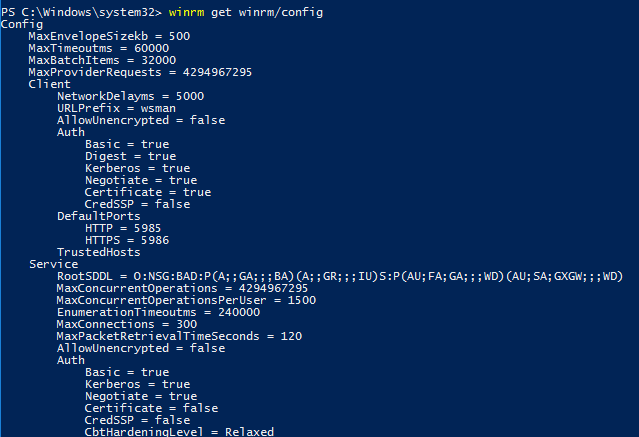 PS C:\Windows\system32> winrm get winrm/config
Config
    MaxEnvelopeSizekb = 500
    MaxTimeoutms = 60000
    MaxBatchItems = 32000
    MaxProviderRequests = 4294967295
    Client
        NetworkDelayms = 5000
        URLPrefix = wsman
        AllowUnencrypted = false
        Auth
            Basic = true
            Digest = true
            Kerberos = true
            Negotiate = true
            Certificate = true
            CredSSP = false
        DefaultPorts
            HTTP = 5985
            HTTPS = 5986
        TrustedHosts
    Service
        RootSDDL = O:NSG:BAD:P(A;;GA;;;BA)(A;;GR;;;IU)S:P(AU;FA;GA;;;WD)(AU;SA;GXGW;;;WD)
        MaxConcurrentOperations = 4294967295
        MaxConcurrentOperationsPerUser = 1500
        EnumerationTimeoutms = 240000
        MaxConnections = 300
        MaxPacketRetrievalTimeSeconds = 120
        AllowUnencrypted = false
        Auth
            Basic = true
            Kerberos = true
            Negotiate = true
            Certificate = false
            CredSSP = false
            CbtHardeningLevel = Relaxed